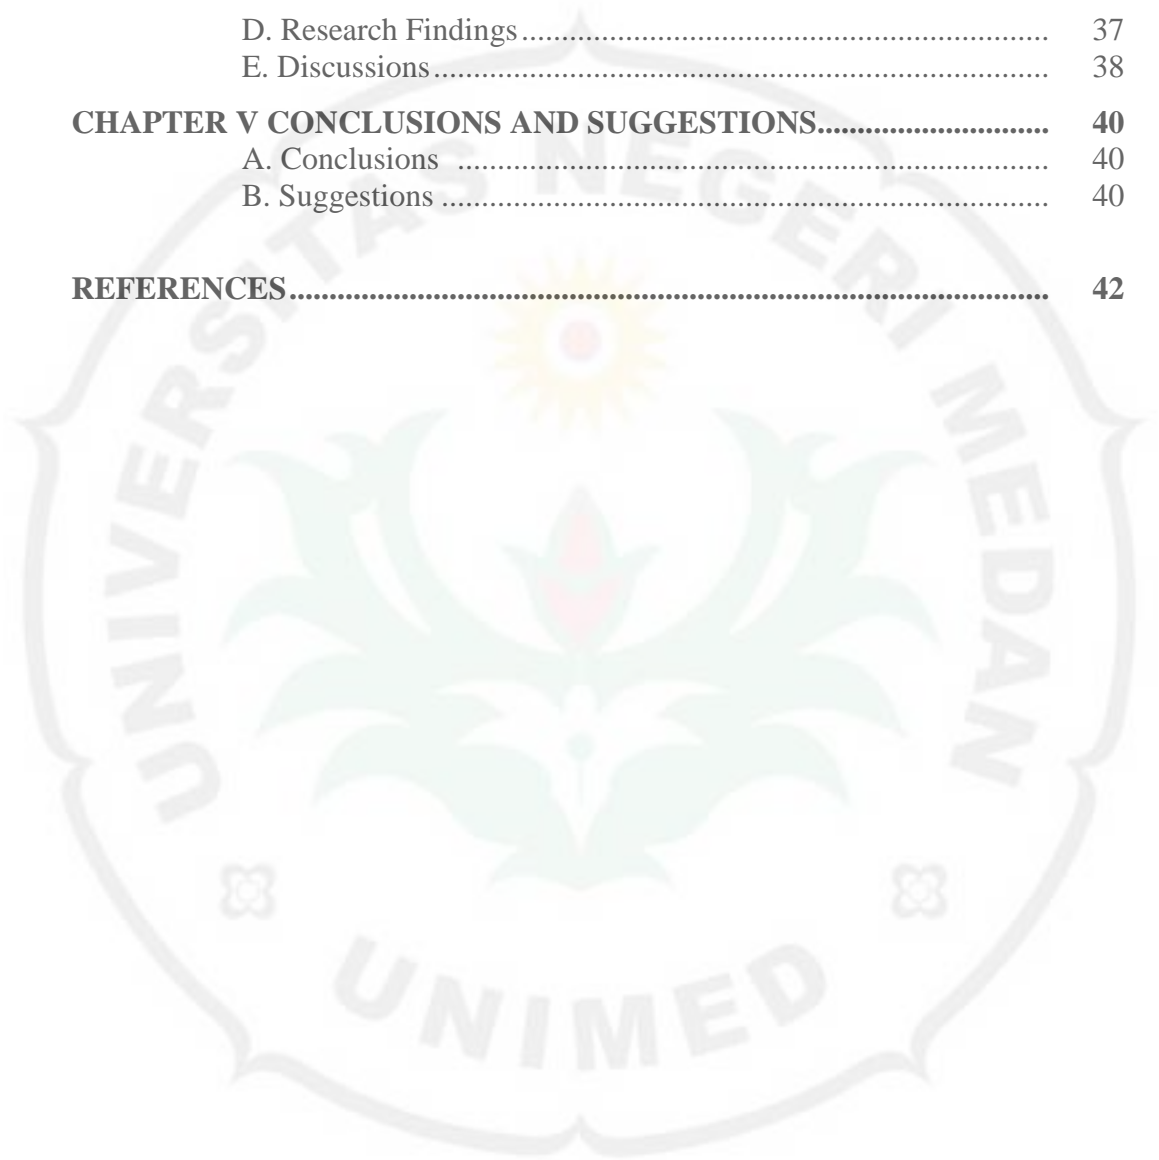 D. Research Findings .................................................................. 37
E. Discussions ............................................................................. 38
CHAPTER V CONCLUSIONS AND SUGGESTIONS ............................. 40
A. Conclusions .......................................................................... 40
B. Suggestions ............................................................................ 40
REFERENCES ............................................................................................... 42
UNIVERSITAS NEGERI MEDAN
UNIMED